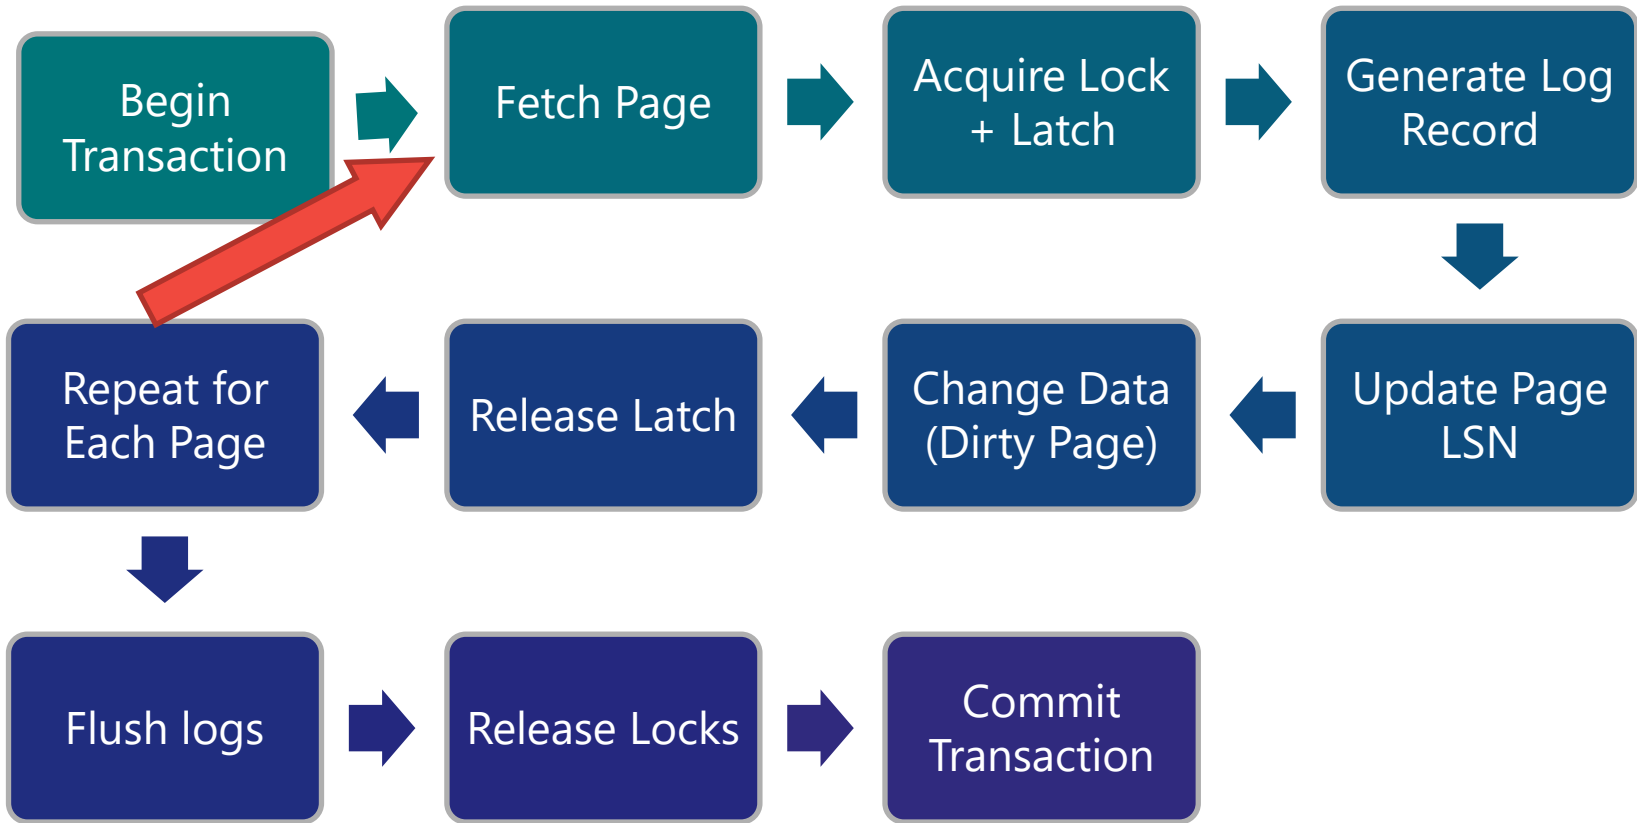 Begin
Transaction
Fetch Page
Acquire Lock
+ Latch
Generate Log
Record
Update Page
LSN
Change Data
(Dirty Page)
Release Latch
Repeat for
Each Page
Flush logs
Release Locks
Commit
Transaction